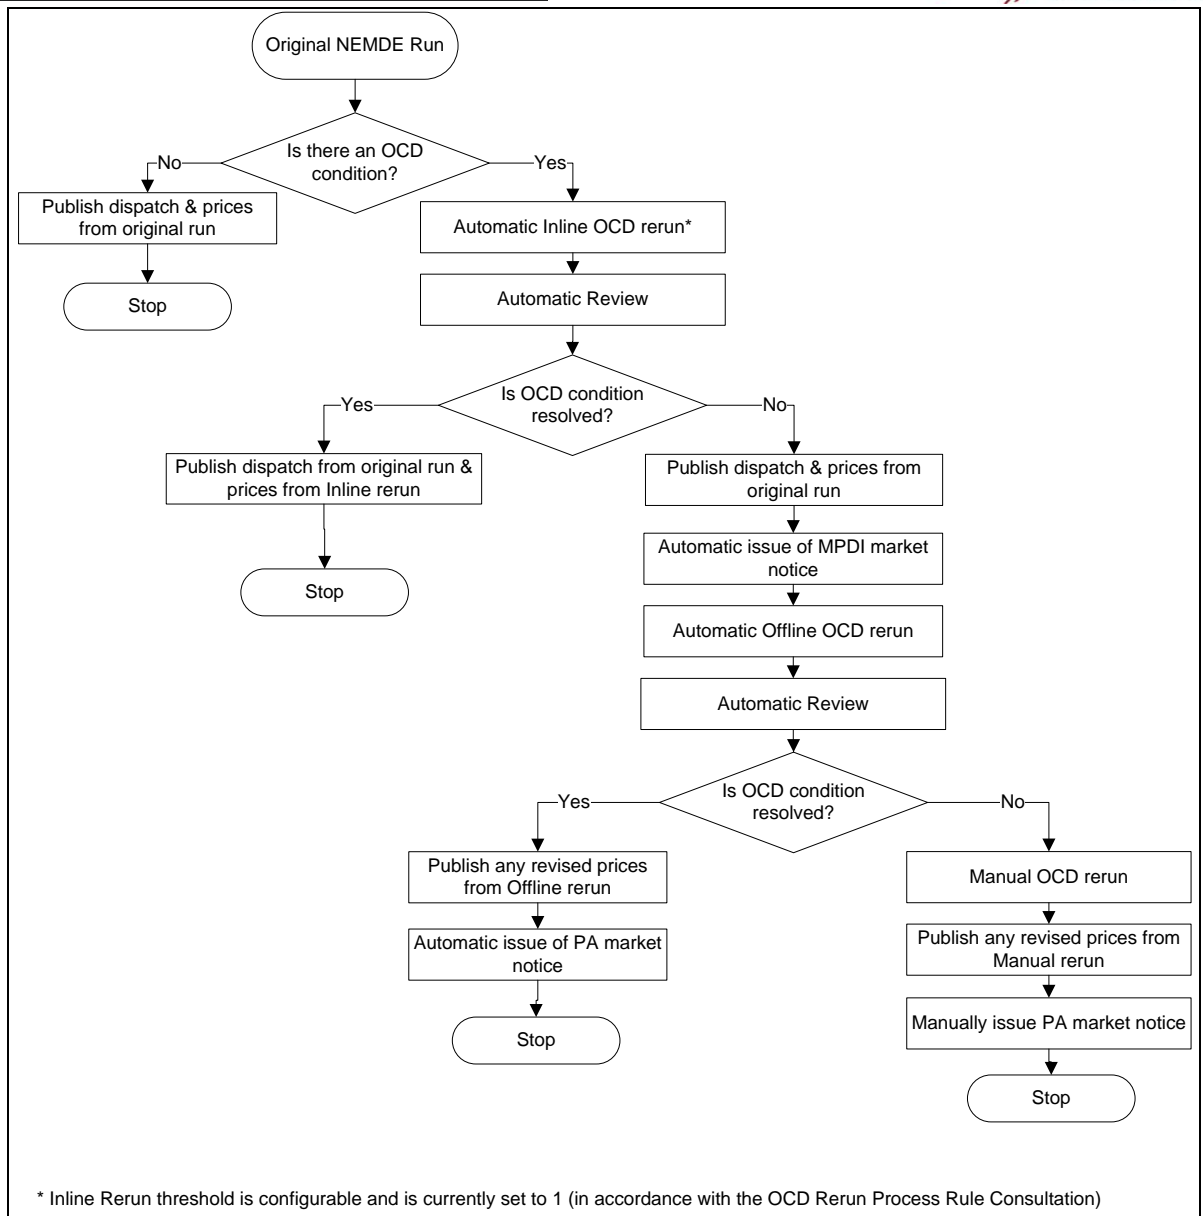 Original NEMDE Run
Is there an OCD
condition?
No
Yes
Publish dispatch & prices
from original run
Automatic Inline OCD rerun*
Stop
Automatic Review
Is OCD condition
resolved?
Yes
No
Publish dispatch from original run &
prices from Inline rerun
Publish dispatch & prices from
original run
Stop
Automatic issue of MPDI market
notice
Automatic Offline OCD rerun
Automatic Review
Is OCD condition
resolved?
Yes
No
Publish any revised prices
from Offline rerun
Manual OCD rerun
Automatic issue of PA market
notice
Publish any revised prices from
Manual rerun
Stop
Manually issue PA market notice
Stop
* Inline Rerun threshold is configurable and is currently set to 1 (in accordance with the OCD Rerun Process Rule Consultation)